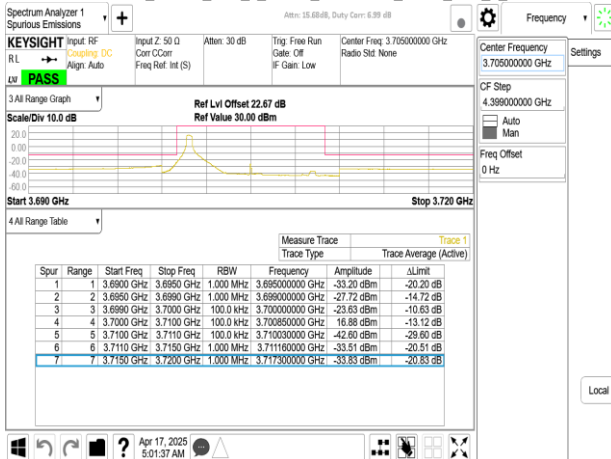 Spectrum Analyzer 1
Spurious Emissions
+
Attn: 15.68dB, Duty Corr: 6.99 dB
Frequency
Settings
KEYSIGHT
RL
LXI
PASS
Input: RF
Coupling: DC
Align: Auto
Input Z: 50 Ω
Corr CCorr
Freq Ref: Int (S)
Atten: 30 dB
Trig: Free Run
Gate: Off
IF Gain: Low
Center Freq: 3.705000000 GHz
Radio Std: None
Center Frequency
3.705000000 GHz
CF Step
4.399000000 GHz
Auto
Man
Freq Offset
0 Hz
3 All Range Graph
Scale/Div 10.0 dB
Ref Lvl Offset 22.67 dB
Ref Value 30.00 dBm
20.0
0.00
-20.0
-40.0
-60.0
Start 3.690 GHz
Stop 3.720 GHz
4 All Range Table
Measure Trace Trace 1
Trace Type Trace Average (Active)
Spur Range Start Freq Stop Freq RBW Frequency Amplitude ΔLimit
1 1 3.6900 GHz 3.6950 GHz 1.000 MHz 3.695000000 GHz -33.20 dBm -20.20 dB
2 2 3.6950 GHz 3.6990 GHz 1.000 MHz 3.699000000 GHz -27.72 dBm -14.72 dB
3 3 3.6990 GHz 3.7000 GHz 100.0 kHz 3.700000000 GHz -23.63 dBm -10.63 dB
4 4 3.7000 GHz 3.7100 GHz 100.0 kHz 3.700850000 GHz 16.88 dBm -13.12 dB
5 5 3.7100 GHz 3.7110 GHz 100.0 kHz 3.710030000 GHz -42.60 dBm -29.60 dB
6 6 3.7110 GHz 3.7150 GHz 1.000 MHz 3.711160000 GHz -33.51 dBm -20.51 dB
7 7 3.7150 GHz 3.7200 GHz 1.000 MHz 3.717300000 GHz -33.83 dBm -20.83 dB
Local
?
Apr 17, 2025
5:01:37 AM